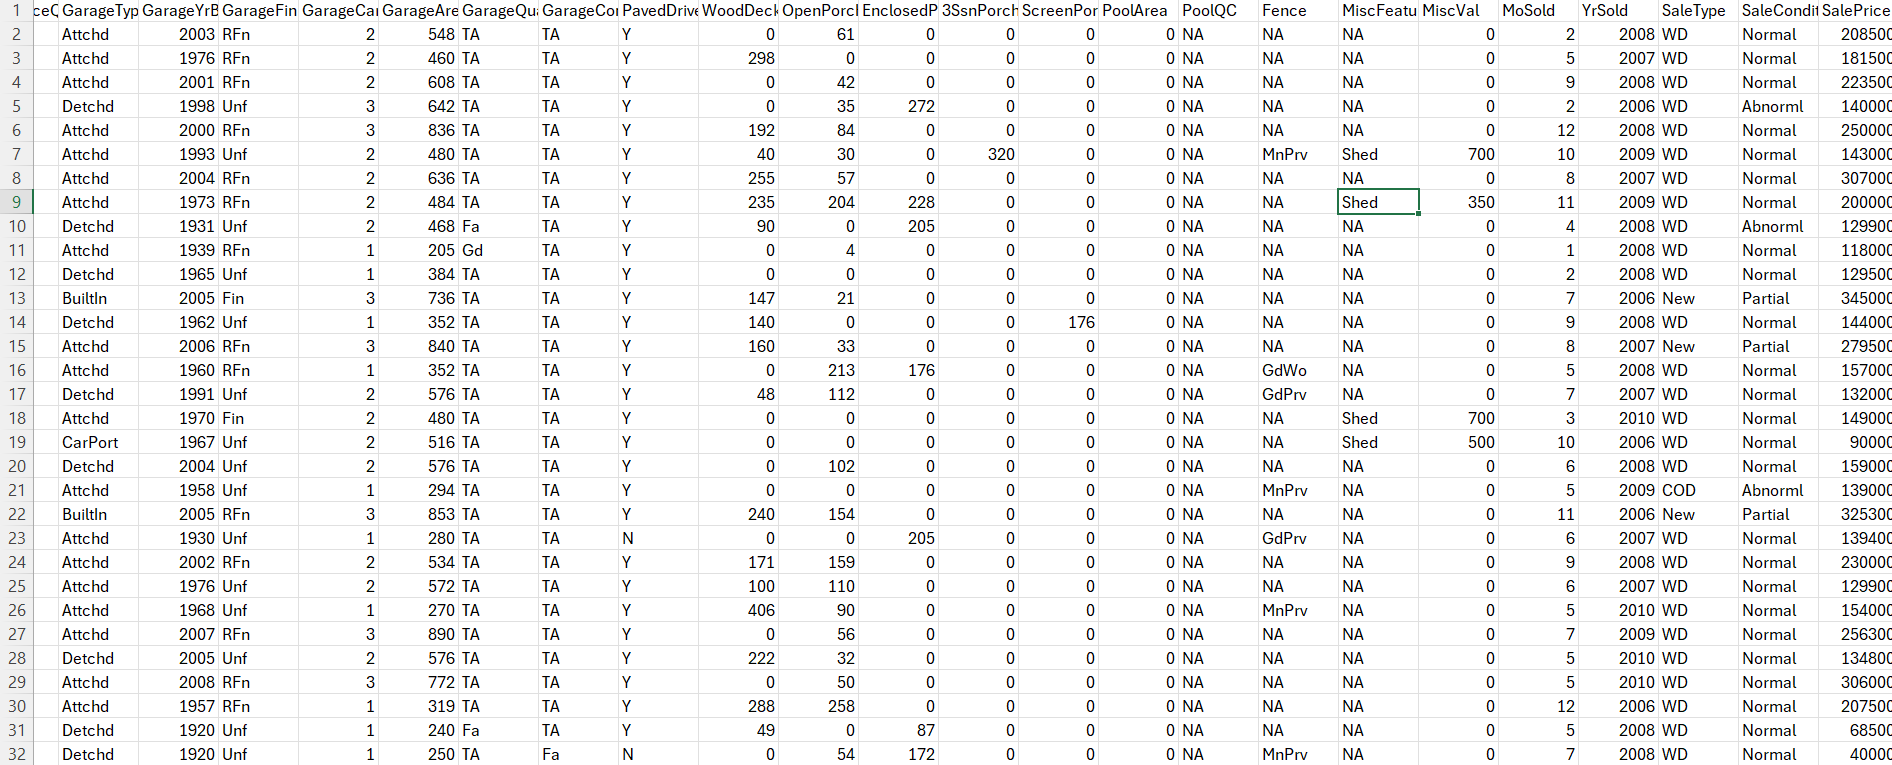 1 ceQ GarageTyp GarageYrB GarageFin GarageCar GarageAre GarageQua GarageCon PavedDrive WoodDeck OpenPorch EnclosedP 3SsnPorch ScreenPor PoolArea PoolQC Fence MiscFeatu MiscVal MoSold YrSold SaleType SaleCondit SalePrice
2 Attchd 2003 RFn 2 548 TA TA Y 0 61 0 0 0 0 NA NA NA 0 2 2008 WD Normal 208500
3 Attchd 1976 RFn 2 460 TA TA Y 298 0 0 0 0 0 NA NA NA 0 5 2007 WD Normal 181500
4 Attchd 2001 RFn 2 608 TA TA Y 0 42 0 0 0 0 NA NA NA 0 9 2008 WD Normal 223500
5 Detchd 1998 Unf 3 642 TA TA Y 0 35 272 0 0 0 NA NA NA 0 2 2006 WD Abnorml 140000
6 Attchd 2000 RFn 3 836 TA TA Y 192 84 0 0 0 0 NA NA NA 0 12 2008 WD Normal 250000
7 Attchd 1993 Unf 2 480 TA TA Y 40 30 0 320 0 0 NA MnPrv Shed 700 10 2009 WD Normal 143000
8 Attchd 2004 RFn 2 636 TA TA Y 255 57 0 0 0 0 NA NA NA 0 8 2007 WD Normal 307000
9 Attchd 1973 RFn 2 484 TA TA Y 235 204 228 0 0 0 NA NA Shed 350 11 2009 WD Normal 200000
10 Detchd 1931 Unf 2 468 Fa TA Y 90 0 205 0 0 0 NA NA NA 0 4 2008 WD Abnorml 129900
11 Attchd 1939 RFn 1 205 Gd TA Y 0 4 0 0 0 0 NA NA NA 0 1 2008 WD Normal 118000
12 Detchd 1965 Unf 1 384 TA TA Y 0 0 0 0 0 0 NA NA NA 0 2 2008 WD Normal 129500
13 BuiltIn 2005 Fin 3 736 TA TA Y 147 21 0 0 0 0 NA NA NA 0 7 2006 New Partial 345000
14 Detchd 1962 Unf 1 352 TA TA Y 140 0 0 0 176 0 NA NA NA 0 9 2008 WD Normal 144000
15 Attchd 2006 RFn 3 840 TA TA Y 160 33 0 0 0 0 NA NA NA 0 8 2007 New Partial 279500
16 Attchd 1960 RFn 1 352 TA TA Y 0 213 176 0 0 0 NA GdWo NA 0 5 2008 WD Normal 157000
17 Detchd 1991 Unf 2 576 TA TA Y 48 112 0 0 0 0 NA GdPrv NA 0 7 2007 WD Normal 132000
18 Attchd 1970 Fin 2 480 TA TA Y 0 0 0 0 0 0 NA NA Shed 700 3 2010 WD Normal 149000
19 CarPort 1967 Unf 2 516 TA TA Y 0 0 0 0 0 0 NA NA Shed 500 10 2006 WD Normal 90000
20 Detchd 2004 Unf 2 576 TA TA Y 0 102 0 0 0 0 NA NA NA 0 6 2008 WD Normal 159000
21 Attchd 1958 Unf 1 294 TA TA Y 0 0 0 0 0 0 NA MnPrv NA 0 5 2009 COD Abnorml 139000
22 BuiltIn 2005 RFn 3 853 TA TA Y 240 154 0 0 0 0 NA NA NA 0 11 2006 New Partial 325300
23 Attchd 1930 Unf 1 280 TA TA N 0 0 205 0 0 0 NA GdPrv NA 0 6 2007 WD Normal 139400
24 Attchd 2002 RFn 2 534 TA TA Y 171 159 0 0 0 0 NA NA NA 0 9 2008 WD Normal 230000
25 Attchd 1976 Unf 2 572 TA TA Y 100 110 0 0 0 0 NA NA NA 0 6 2007 WD Normal 129900
26 Attchd 1968 Unf 1 270 TA TA Y 406 90 0 0 0 0 NA MnPrv NA 0 5 2010 WD Normal 154000
27 Attchd 2007 RFn 3 890 TA TA Y 0 56 0 0 0 0 NA NA NA 0 7 2009 WD Normal 256300
28 Detchd 2005 Unf 2 576 TA TA Y 222 32 0 0 0 0 NA NA NA 0 5 2010 WD Normal 134800
29 Attchd 2008 RFn 3 772 TA TA Y 0 50 0 0 0 0 NA NA NA 0 5 2010 WD Normal 306000
30 Attchd 1957 RFn 1 319 TA TA Y 288 258 0 0 0 0 NA NA NA 0 12 2006 WD Normal 207500
31 Detchd 1920 Unf 1 240 Fa TA Y 49 0 87 0 0 0 NA NA NA 0 5 2008 WD Normal 68500
32 Detchd 1920 Unf 1 250 TA Fa N 0 54 172 0 0 0 NA MnPrv NA 0 7 2008 WD Normal 40000